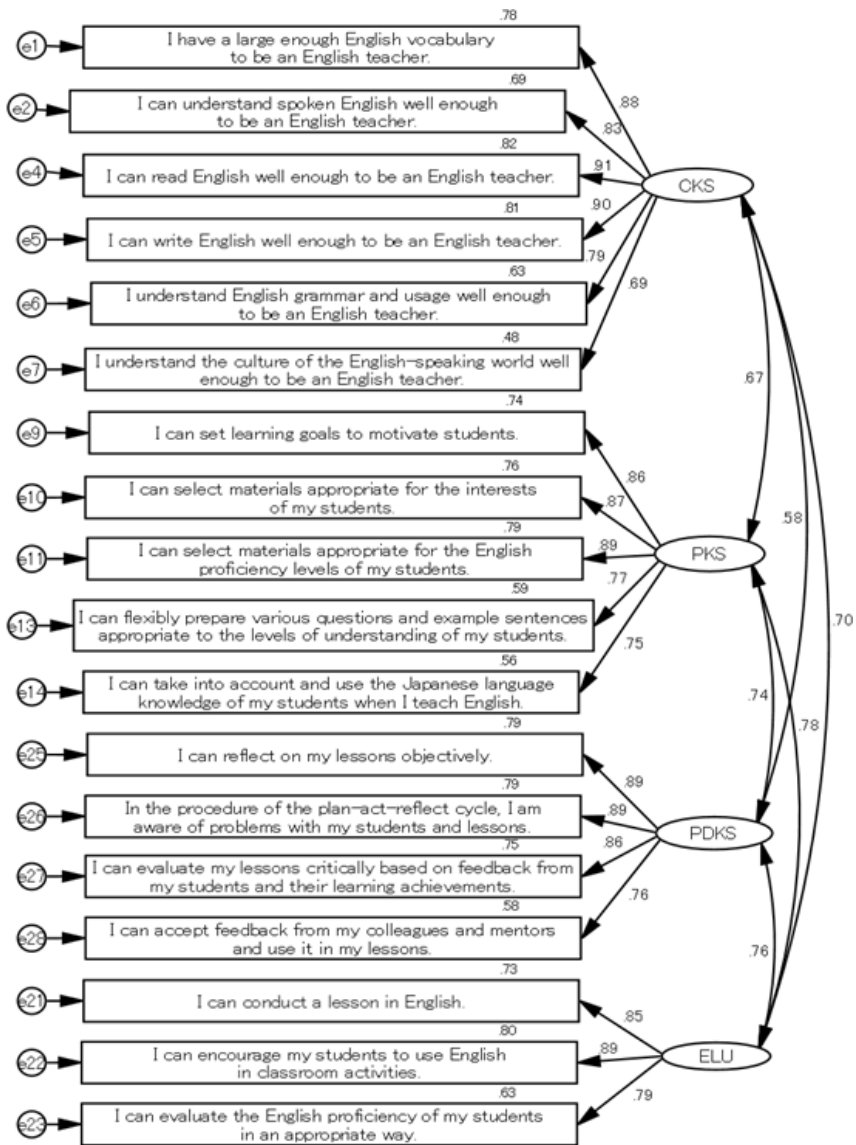 .78
e1
I have a large enough English vocabulary
to be an English teacher.
.88
.69
e2
I can understand spoken English well enough
to be an English teacher.
.83
.82
e4
I can read English well enough to be an English teacher.
.91
CKS
.81
e5
I can write English well enough to be an English teacher.
.90
.63
e6
I understand English grammar and usage well enough
to be an English teacher.
.79
.48
e7
I understand the culture of the English-speaking world well
enough to be an English teacher.
.69
.67
.74
e9
I can set learning goals to motivate students.
.86
.76
e10
I can select materials appropriate for the interests
of my students.
.87
.58
.79
e11
I can select materials appropriate for the English
proficiency levels of my students.
.89
PKS
.59
e13
I can flexibly prepare various questions and example sentences
appropriate to the levels of understanding of my students.
.77
.70
.56
e14
I can take into account and use the Japanese language
knowledge of my students when I teach English.
.75
.74
.78
.79
e25
I can reflect on my lessons objectively.
.89
.79
e26
In the procedure of the plan-act-reflect cycle, I am
aware of problems with my students and lessons.
.89
PDKS
.75
e27
I can evaluate my lessons critically based on feedback from
my students and their learning achievements.
.86
.58
e28
I can accept feedback from my colleagues and mentors
and use it in my lessons.
.76
.76
.73
e21
I can conduct a lesson in English.
.85
.80
e22
I can encourage my students to use English
in classroom activities.
.89
ELU
.63
e23
I can evaluate the English proficiency of my students
in an appropriate way.
.79